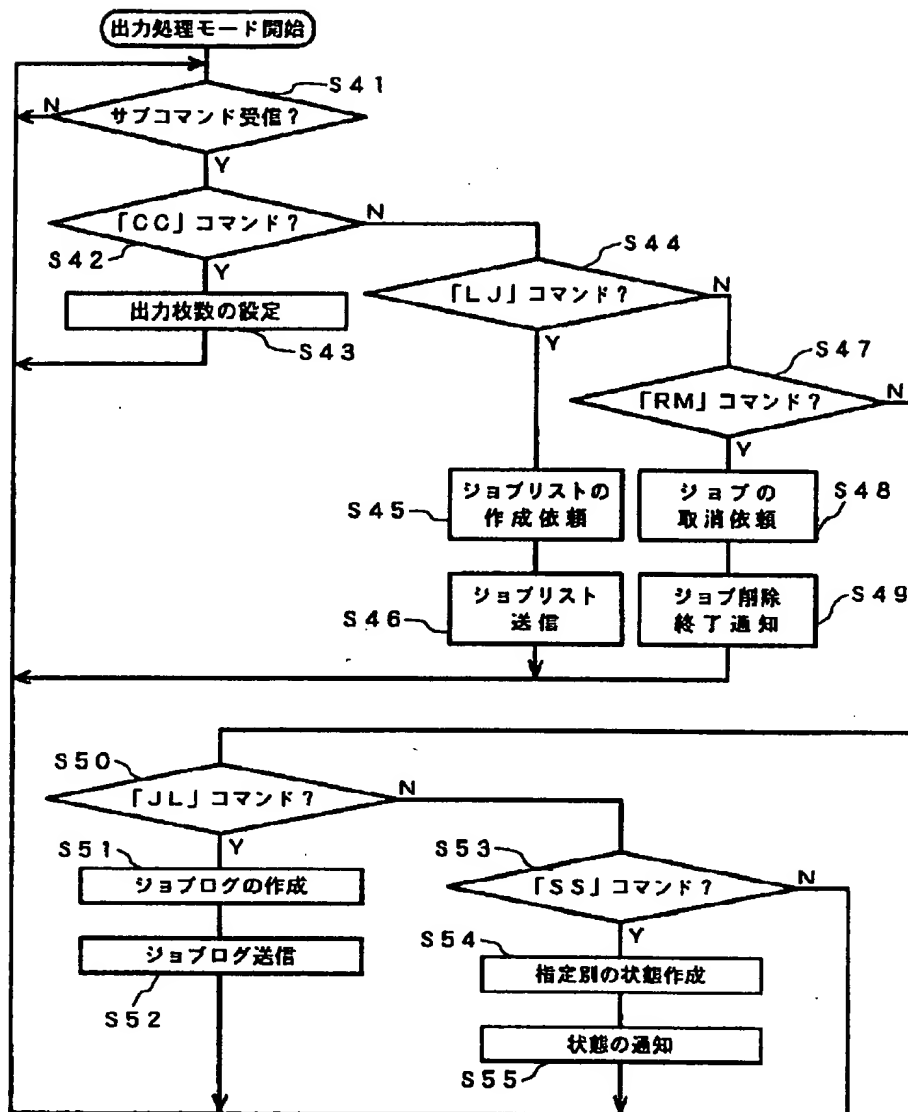 出力処理モード開始
S41
N
サブコマンド受信?
Y
「CC」コマンド?
N
S42
Y
S44
「LJ」コマンド?
N
出力枚数の設定
S43
Y
S47
「RM」コマンド?
N
Y
S45
ジョブリストの
作成依頼
ジョブの
取消依頼
S48
S46
ジョブリスト
送信
ジョブ削除
終了通知
S49
S50
「JL」コマンド?
N
Y
S51
ジョブログの作成
S53
「SS」コマンド?
N
Y
ジョブログ送信
S52
S54
指定別の状態作成
状態の通知
S55